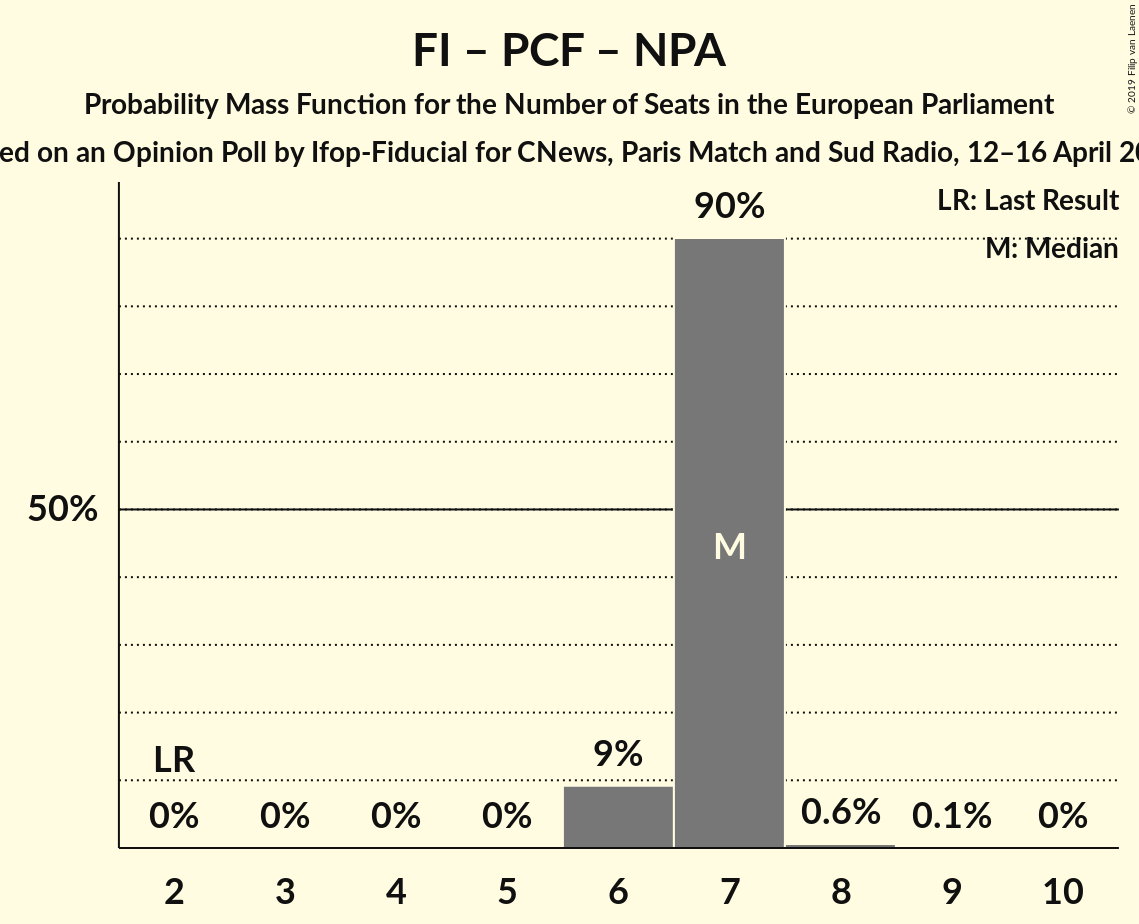 FI – PCF – NPA
Probability Mass Function for the Number of Seats in the European Parliament
ed on an Opinion Poll by Ifop-Fiducial for CNews, Paris Match and Sud Radio, 12–16 April 20
© 2019 Filip van Laenen
LR: Last Result
M: Median
90%
50%
M
LR
9%
0% 0% 0% 0% 0.6% 0.1% 0%
2 3 4 5 6 7 8 9 10